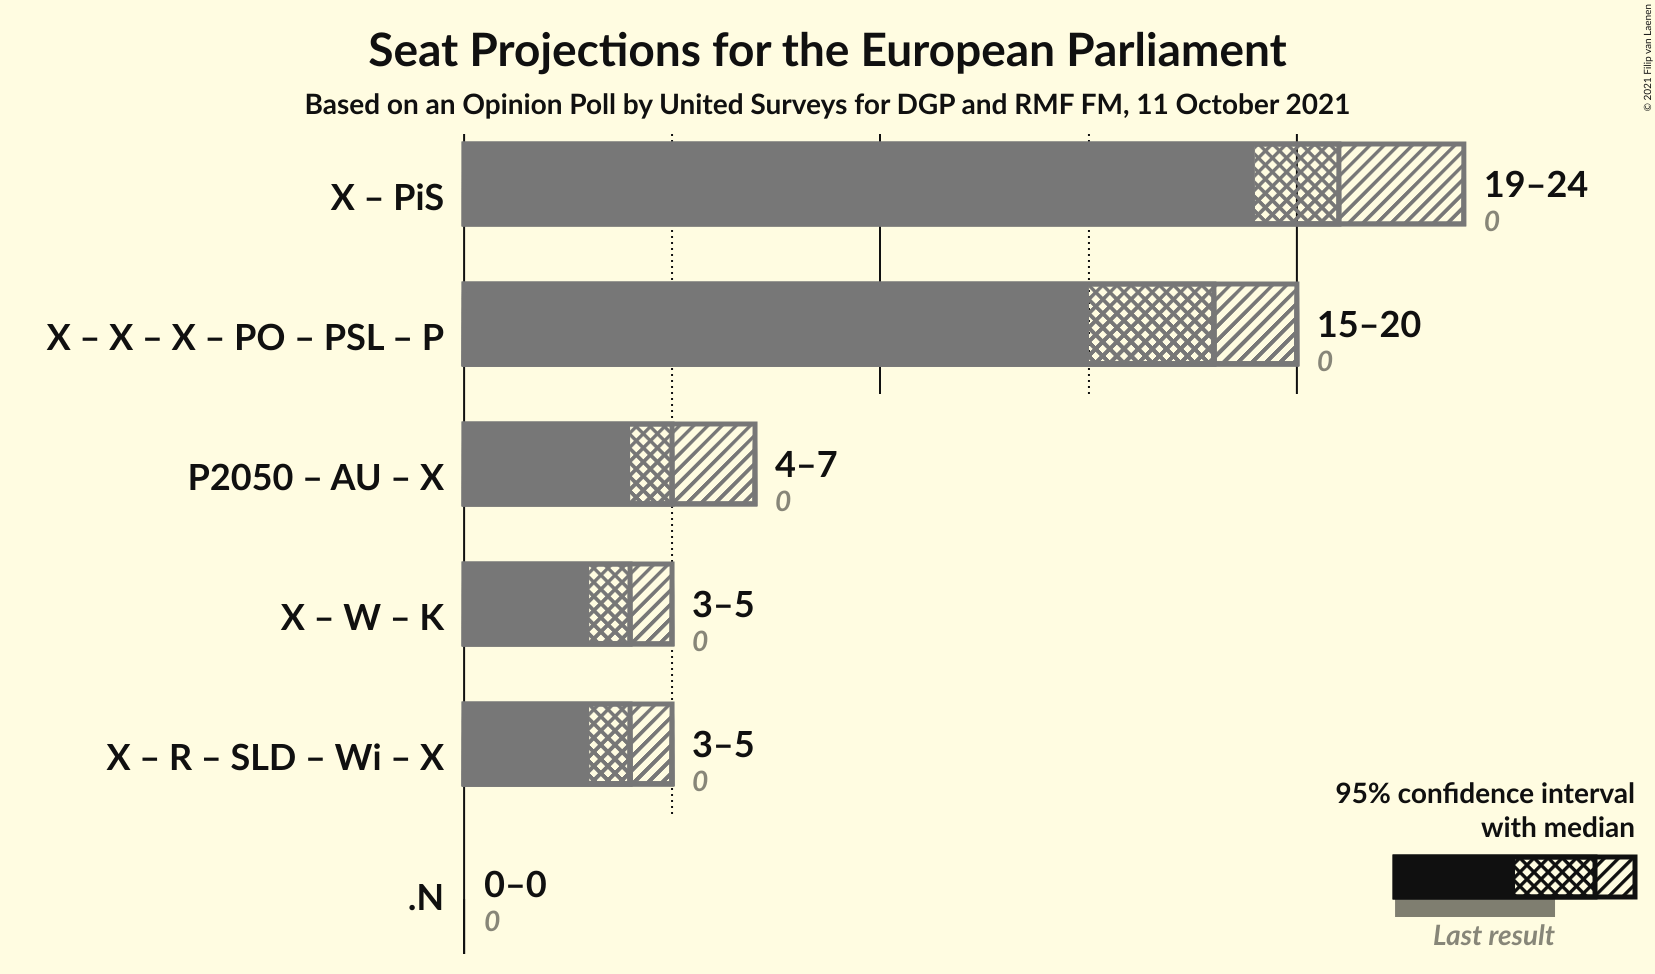 Seat Projections for the European Parliament
Based on an Opinion Poll by United Surveys for DGP and RMF FM, 11 October 2021
© 2021 Filip van Laenen
X – PiS
19–24
0
X – X – X – PO – PSL – P
15–20
0
P2050 – AU – X
4–7
0
X – W – K
3–5
0
X – R – SLD – Wi – X
3–5
0
.N
0–0
0
95% confidence interval
with median
Last result